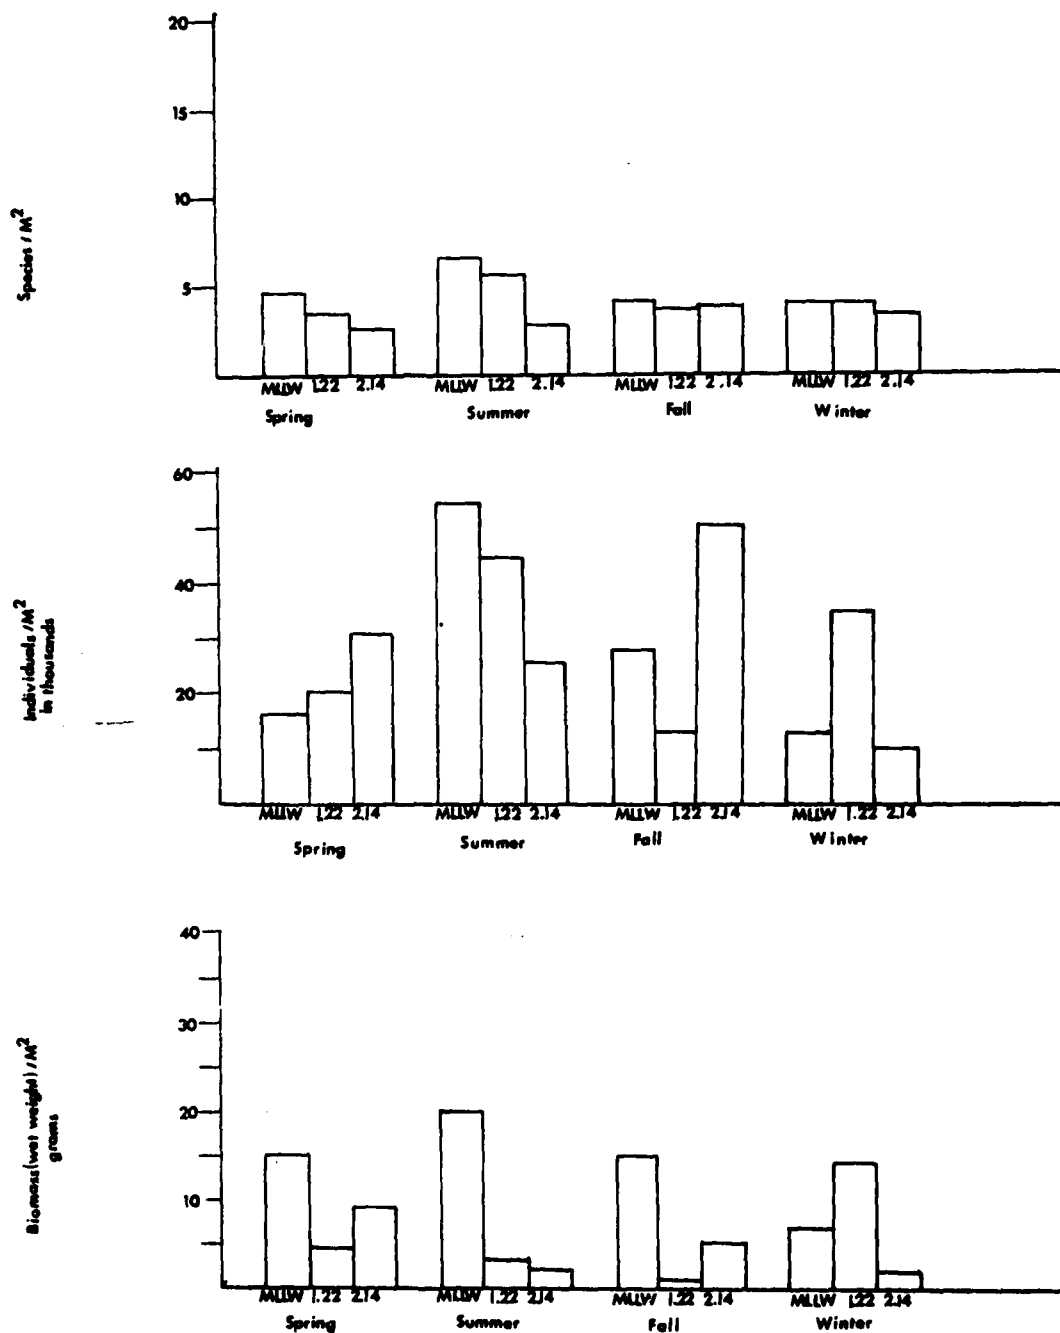 20
15
10
5
Species / M²
MLLW 1.22 2.14 MLLW 1.22 2.14 MLLW 1.22 2.14 MLLW 1.22 2.14
Spring Summer Fall Winter
60
40
20
Individuals / M²
in thousands
MLLW 1.22 2.14 MLLW 1.22 2.14 MLLW 1.22 2.14 MLLW 1.22 2.14
Spring Summer Fall Winter
40
30
20
10
Biomass (wet weight) / M²
grams
MLLW 1.22 2.14 MLLW 1.22 2.14 MLLW 1.22 2.14 MLLW 1.22 2.14
Spring Summer Fall Winter